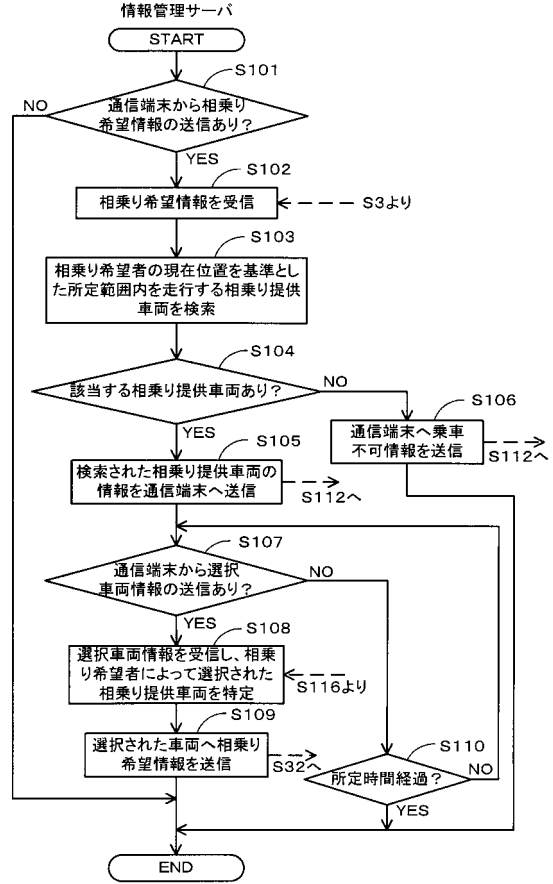 情報管理サーバ
START
S101
NO
通信端末から相乗り
希望情報の送信あり？
YES
S102
相乗り希望情報を受信
S3より
S103
相乗り希望者の現在位置を基準とし
た所定範囲内を走行する相乗り提供
車両を検索
S104
該当する相乗り提供車両あり？
NO
YES
S106
通信端末へ乗車
不可情報を送信
S112へ
S105
検索された相乗り提供車両の
情報を通信端末へ送信
S112へ
S107
通信端末から選択
車両情報の送信あり？
NO
YES
S108
選択車両情報を受信し、相乗
り希望者によって選択された
相乗り提供車両を特定
S116より
S109
選択された車両へ相乗り
希望情報を送信
S32へ
S110
所定時間経過？
NO
YES
END